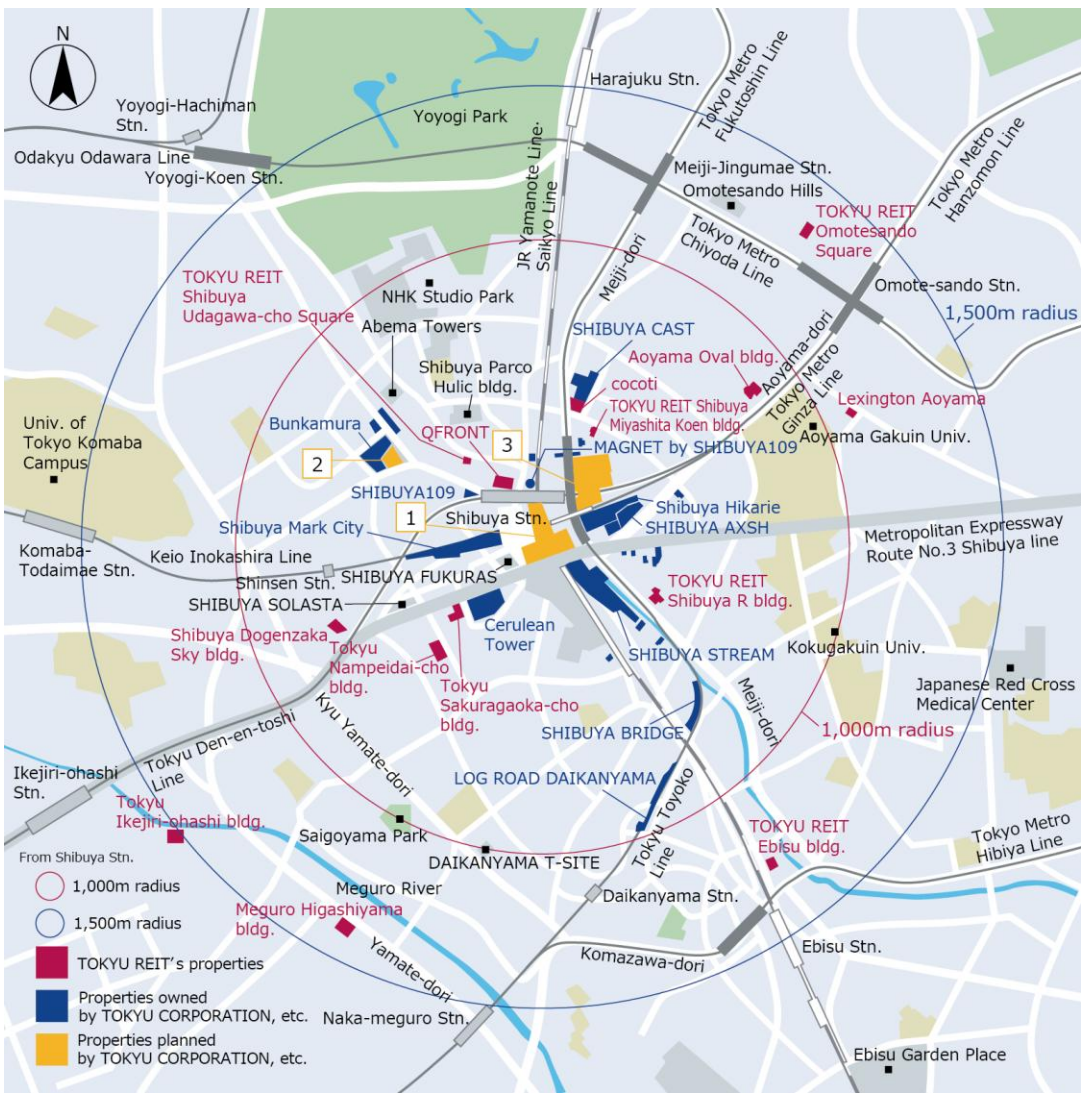 N
Yoyogi-Hachiman
Stn.
Odakyu Odawara Line
Yoyogi-Koen Stn.
Yoyogi Park
Harajuku Stn.
Tokyo Metro
Fukutoshin Line
JR Yamanote Line·
Saikyo Line
Meiji-dori
Meiji-Jingumae Stn.
Omotesando Hills
Tokyo Metro
Chiyoda Line
TOKYU REIT
Omotesando
Square
Tokyo Metro
Hanzomon Line
Omote-sando Stn.
1,500m radius
TOKYU REIT
Shibuya
Udagawa-cho Square
NHK Studio Park
Abema Towers
Shibuya Parco
Hulic bldg.
SHIBUYA CAST
Aoyama Oval bldg.
cocoti
TOKYU REIT Shibuya
Miyashita Koen bldg.
Aoyama-dori
Tokyo Metro
Ginza Line
Lexington Aoyama
Aoyama Gakuin Univ.
Univ. of
Tokyo Komaba
Campus
Bunkamura
2
QFRONT
3
MAGNET by SHIBUYA109
SHIBUYA109
1
Shibuya Stn.
Shibuya Hikarie
SHIBUYA AXSH
Shibuya Mark City
Metropolitan Expressway
Route No.3 Shibuya line
Komaba-
Todaimae Stn.
Keio Inokashira Line
Shinsen Stn.
SHIBUYA FUKURAS
SHIBUYA SOLASTA
TOKYU REIT
Shibuya R bldg.
Shibuya Dogenzaka
Sky bldg.
Tokyu
Nampeidai-cho
bldg.
Cerulean
Tower
Tokyu
Sakuragaoka-cho
bldg.
SHIBUYA STREAM
Kokugakuin Univ.
Japanese Red Cross
Medical Center
Meiji-dori
1,000m radius
SHIBUYA BRIDGE
Kyu Yamate-dori
Tokyu Den-en-toshi
Line
LOG ROAD DAIKANYAMA
Ikejiri-ohashi
Stn.
Tokyu
Ikejiri-ohashi bldg.
Saigoyama Park
DAIKANYAMA T-SITE
Tokyu Toyoko
Line
TOKYU REIT
Ebisu bldg.
Tokyo Metro
Hibiya Line
From Shibuya Stn.
1,000m radius
1,500m radius
TOKYU REIT's properties
Properties owned
by TOKYU CORPORATION, etc.
Properties planned
by TOKYU CORPORATION, etc.
Meguro River
Meguro Higashiyama
bldg.
Yamate-dori
Daikanyama Stn.
Komazawa-dori
Ebisu Stn.
Naka-meguro Stn.
Ebisu Garden Place